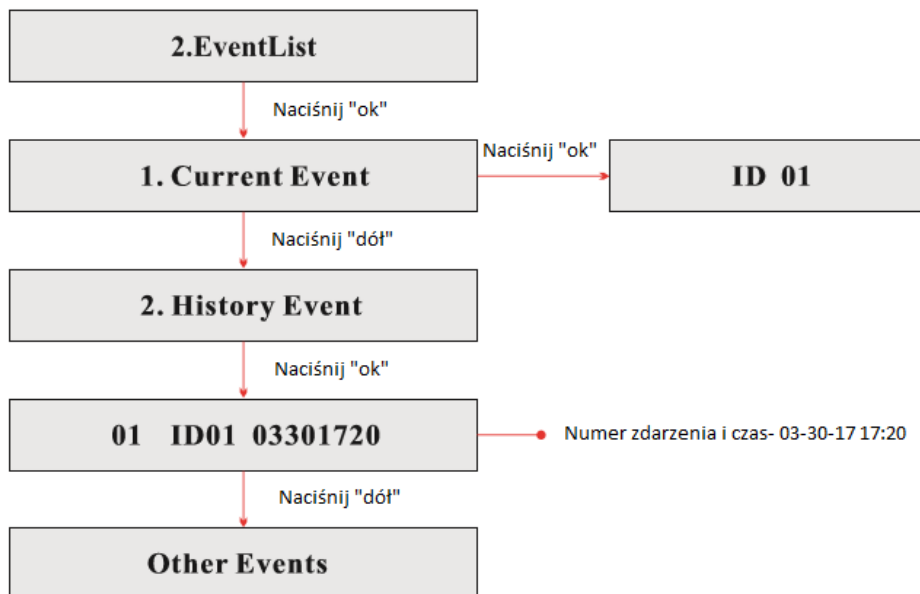 2.EventList
Naciśnij "ok"
1. Current Event
Naciśnij "ok"
ID 01
Naciśnij "dół"
2. History Event
Naciśnij "ok"
01 ID01 03301720
Numer zdarzenia i czas- 03-30-17 17:20
Naciśnij "dół"
Other Events